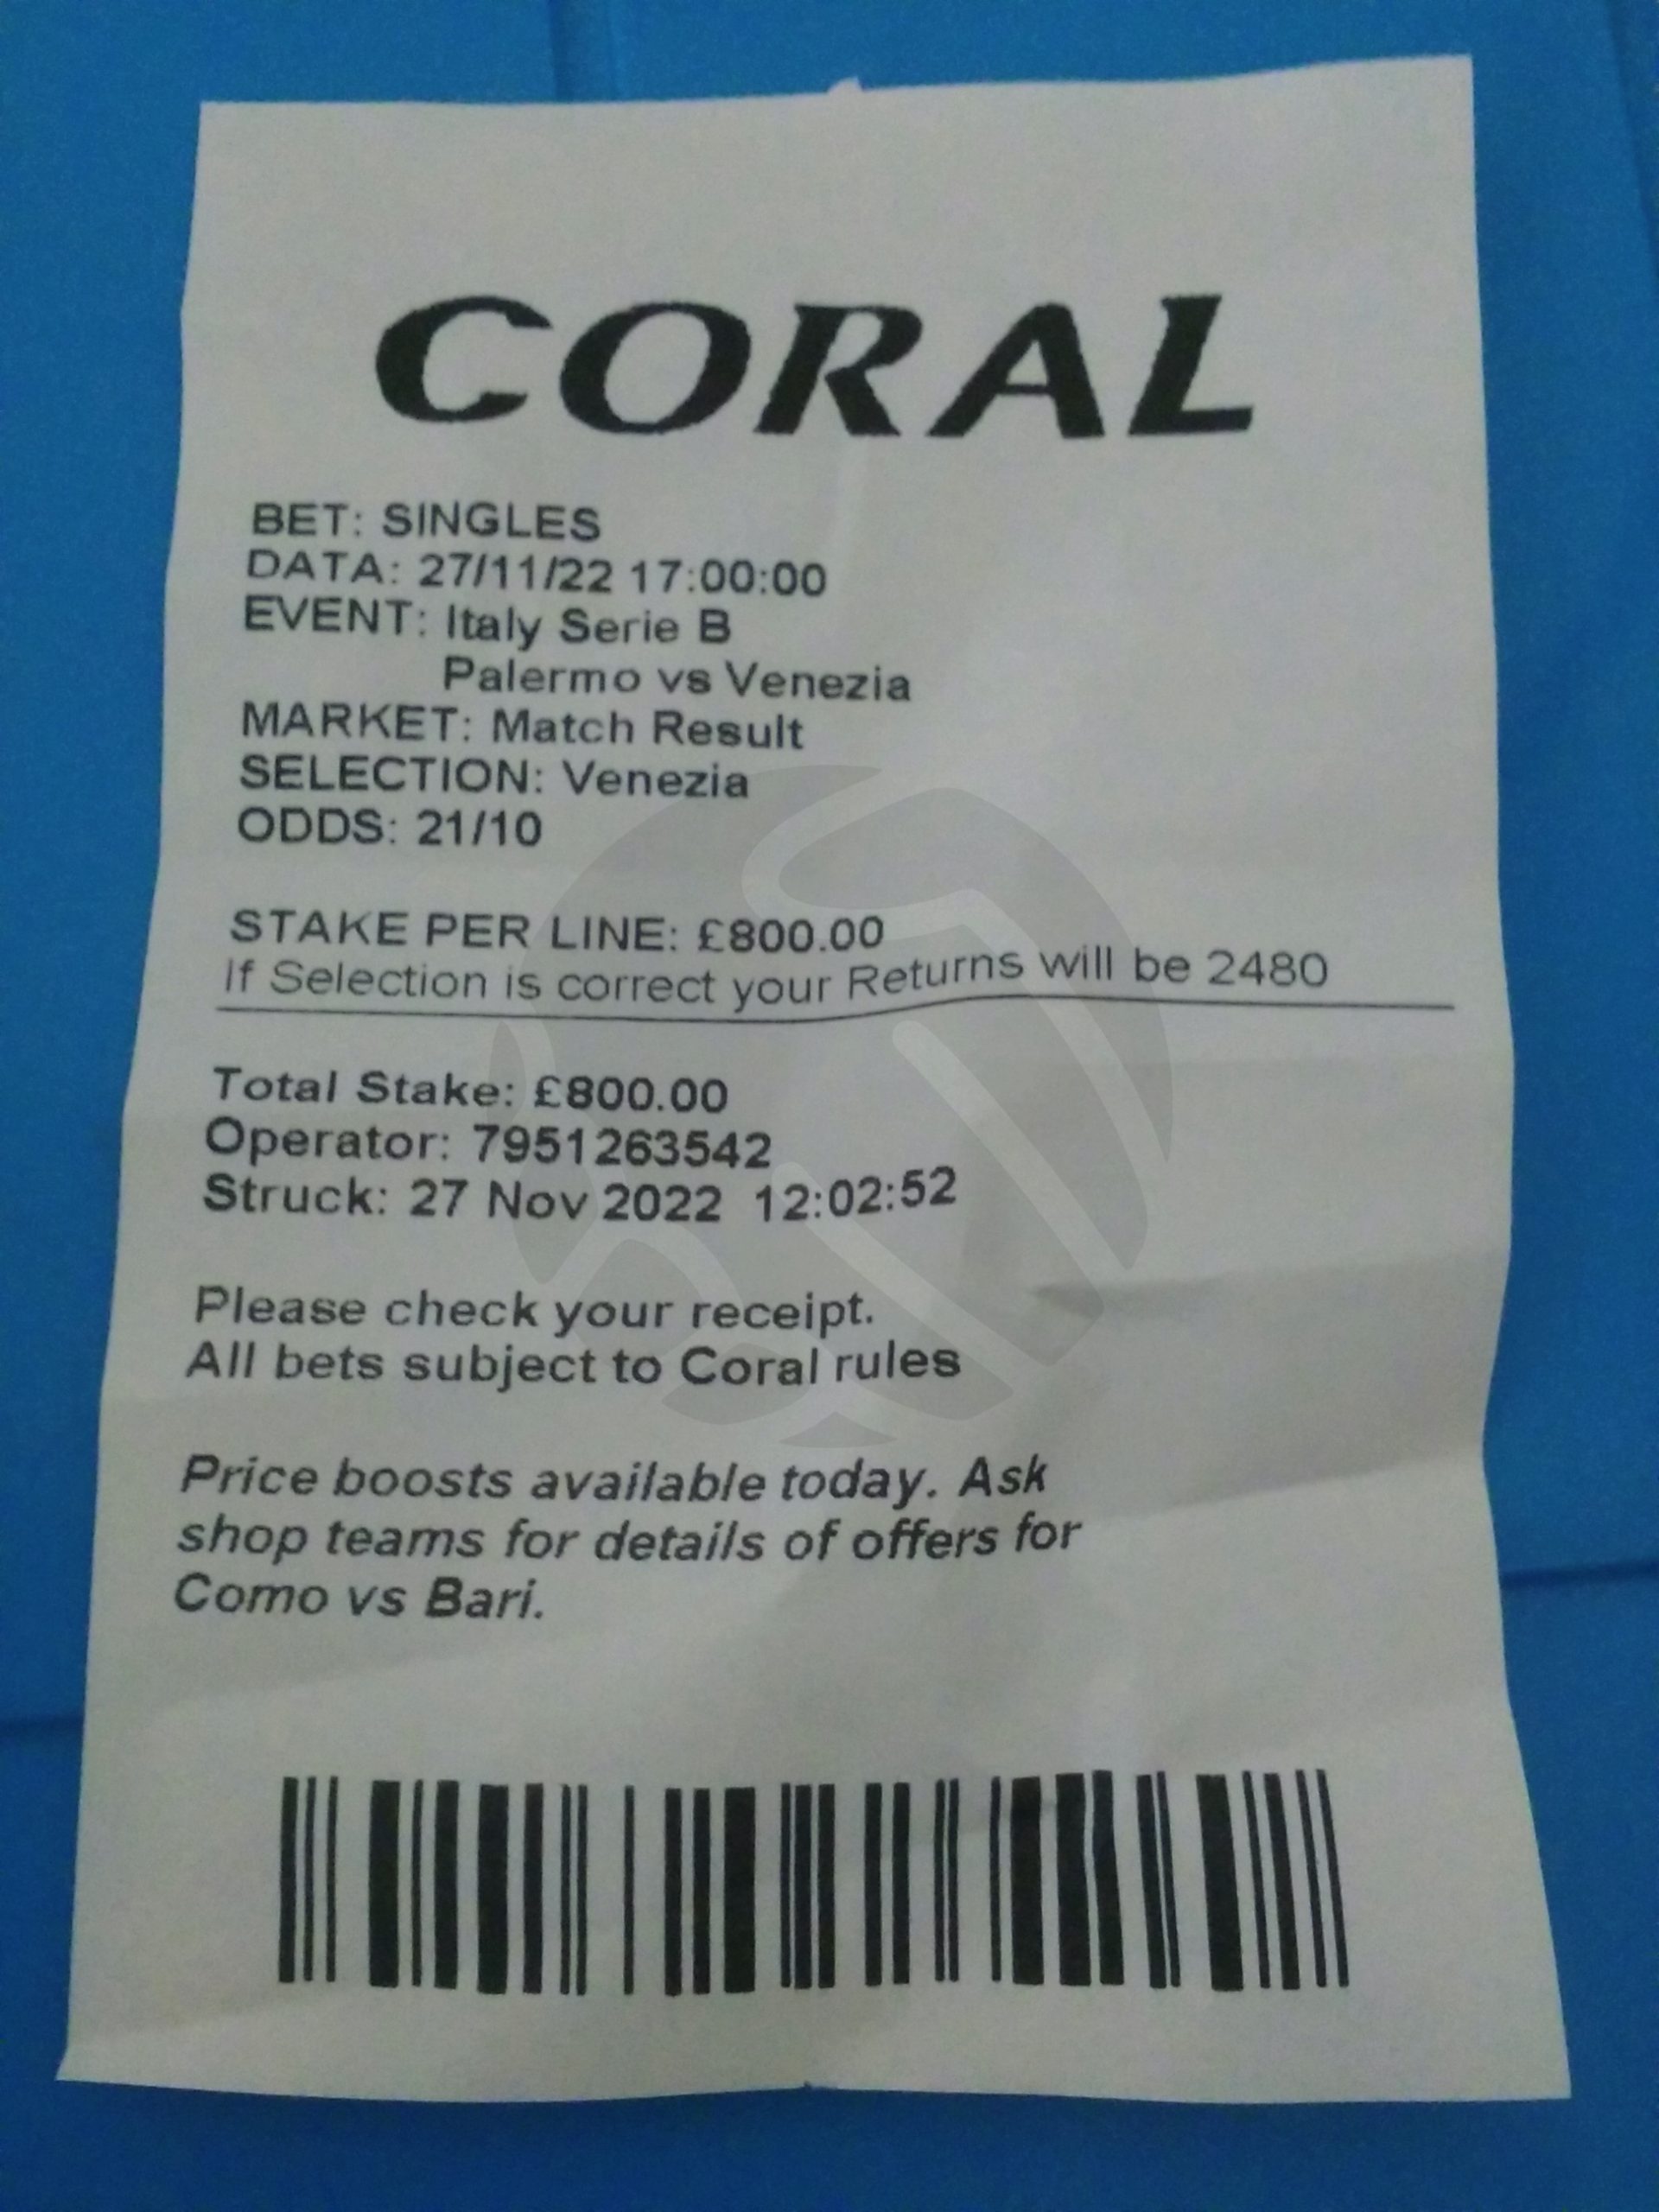 CORAL
BET: SINGLES
DATA: 27/11/22 17:00:00
EVENT: Italy Serie B
Palermo vs Venezia
MARKET: Match Result
SELECTION: Venezia
ODDS: 21/10
STAKE PER LINE: £800.00
If Selection is correct your Returns will be 2480
Total Stake: £800.00
Operator: 7951263542
Struck: 27 Nov 2022 12:02:52
Please check your receipt.
All bets subject to Coral rules
Price boosts available today. Ask
shop teams for details of offers for
Como vs Bari.